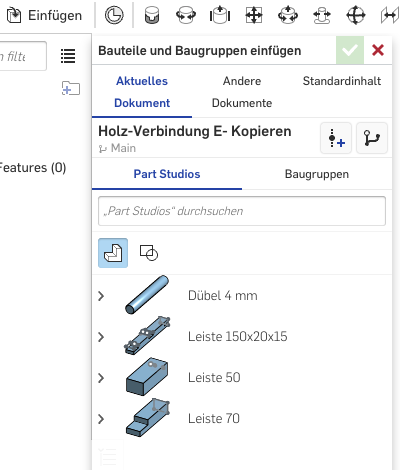 Einfügen
Bauteile und Baugruppen einfügen
Aktuelles Dokument
Andere Dokumente
Standardinhalt
Holz-Verbindung E- Kopieren
Main
Features (0)
Part Studios
Baugruppen
„Part Studios“ durchsuchen
Dübel 4 mm
Leiste 150x20x15
Leiste 50
Leiste 70